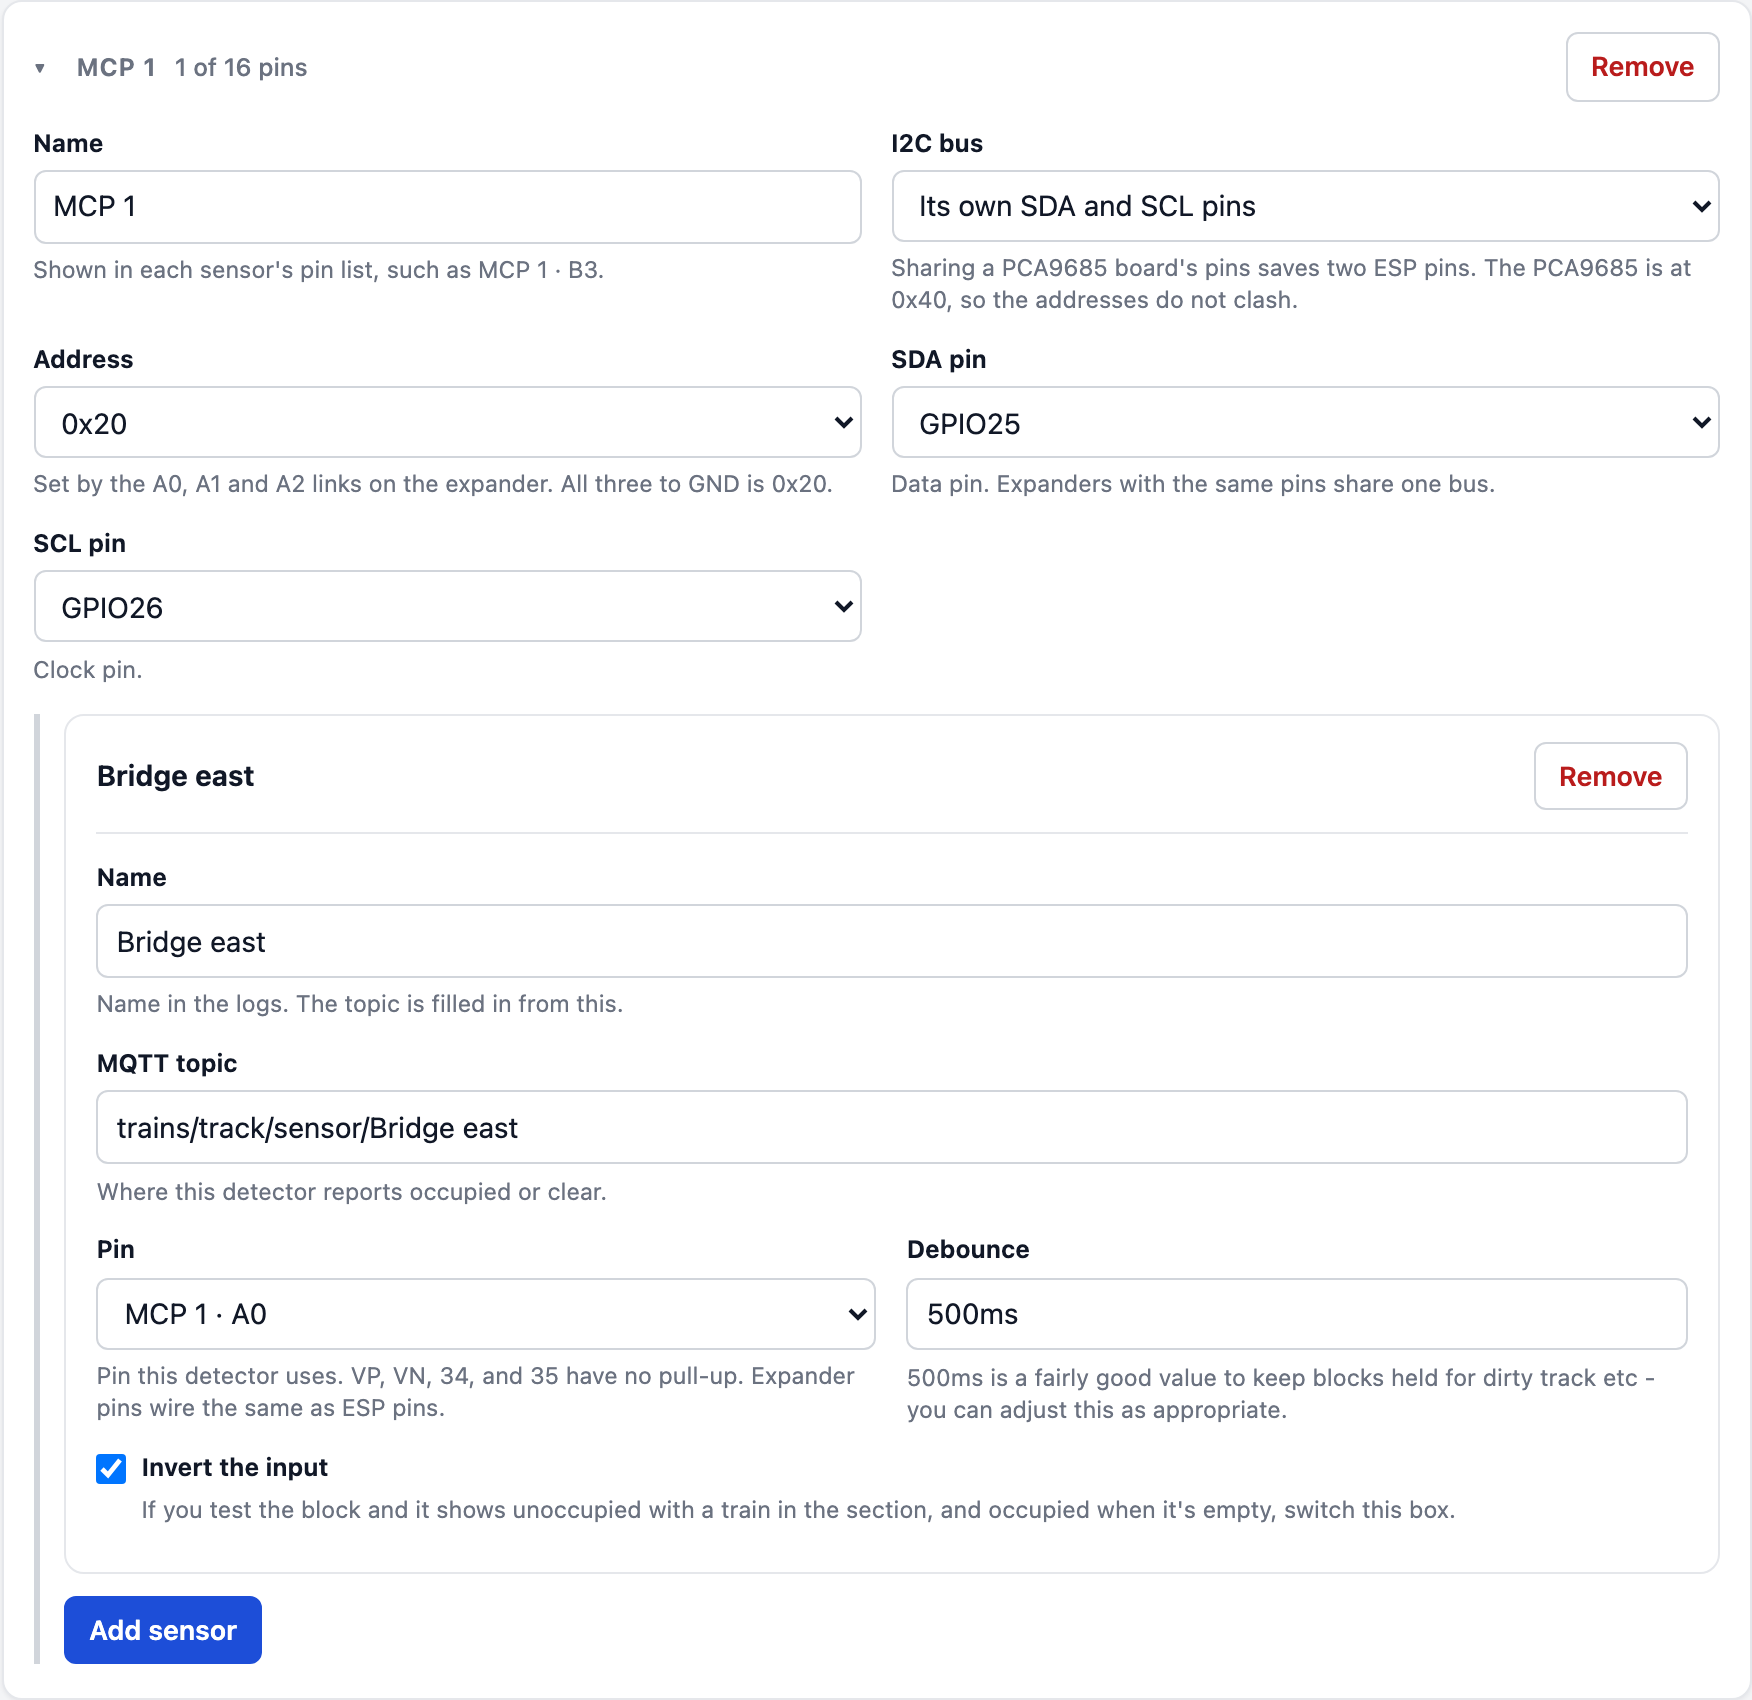 ▼ MCP 1 1 of 16 pins
Remove
Name
MCP 1
Shown in each sensor's pin list, such as MCP 1 · B3.
I2C bus
Its own SDA and SCL pins
Sharing a PCA9685 board's pins saves two ESP pins. The PCA9685 is at
0x40, so the addresses do not clash.
Address
0x20
Set by the A0, A1 and A2 links on the expander. All three to GND is 0x20.
SDA pin
GPIO25
Data pin. Expanders with the same pins share one bus.
SCL pin
GPIO26
Clock pin.
Bridge east
Remove
Name
Bridge east
Name in the logs. The topic is filled in from this.
MQTT topic
trains/track/sensor/Bridge east
Where this detector reports occupied or clear.
Pin
MCP 1 · A0
Pin this detector uses. VP, VN, 34, and 35 have no pull-up. Expander
pins wire the same as ESP pins.
Debounce
500ms
500ms is a fairly good value to keep blocks held for dirty track etc -
you can adjust this as appropriate.
Invert the input
If you test the block and it shows unoccupied with a train in the section, and occupied when it's empty, switch this box.
Add sensor